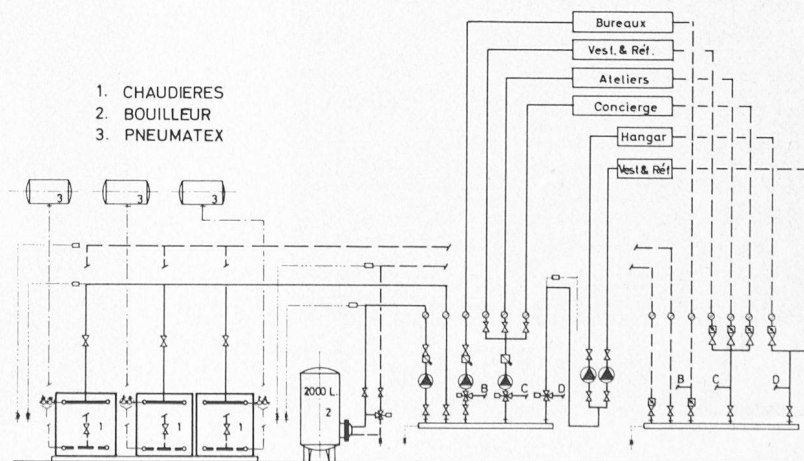 Bureaux
Vest. & Réf.
Ateliers
Concierge
Hangar
Vest & Réf
1. CHAUDIERES
2. BOUILLEUR
3. PNEUMATEX
3
3
3
B
C
D
B
C
D
2000 L.
2
1
1
1